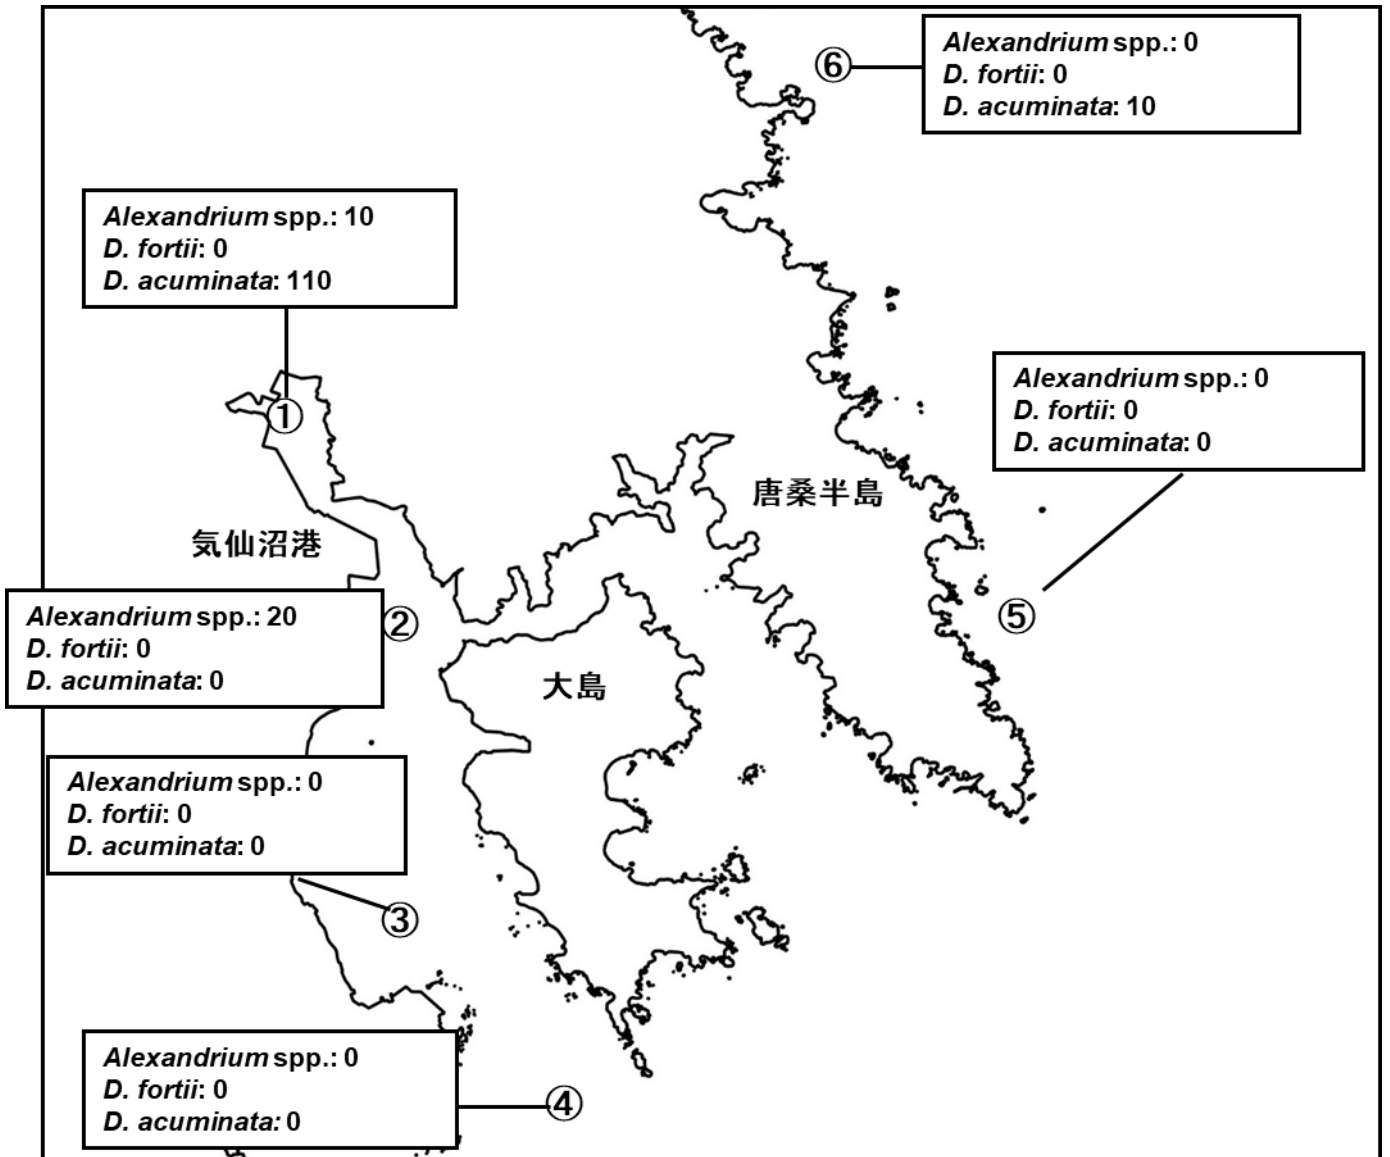 ⑥
Alexandrium spp.: 0
D. fortii: 0
D. acuminata: 10
Alexandrium spp.: 10
D. fortii: 0
D. acuminata: 110
①
Alexandrium spp.: 0
D. fortii: 0
D. acuminata: 0
⑤
唐桑半島
気仙沼港
Alexandrium spp.: 20
D. fortii: 0
D. acuminata: 0
②
大島
Alexandrium spp.: 0
D. fortii: 0
D. acuminata: 0
③
Alexandrium spp.: 0
D. fortii: 0
D. acuminata: 0
④